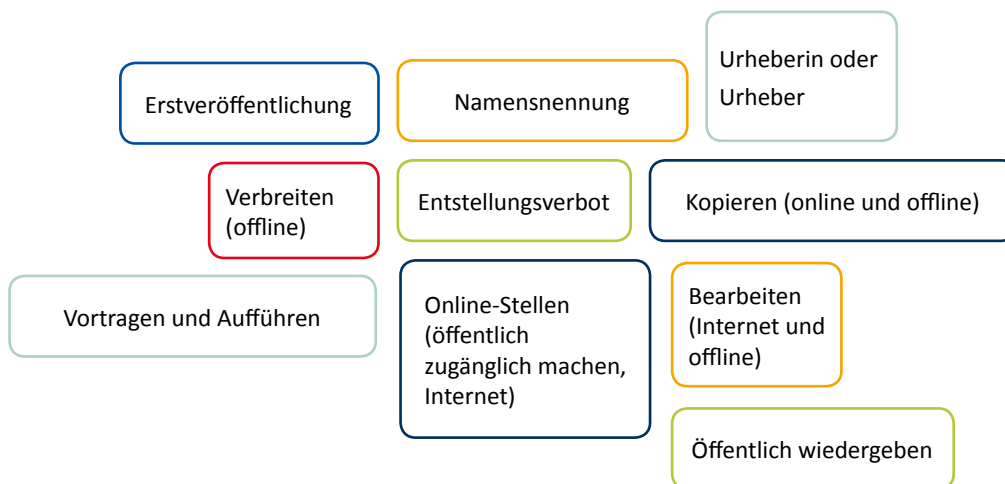 Erstveröffentlichung
Namensnennung
Urheberin oder
Urheber
Verbreiten
(offline)
Entstellungsverbot
Kopieren (online und offline)
Vortragen und Aufführen
Online-Stellen
(öffentlich
zugänglich machen,
Internet)
Bearbeiten
(Internet und
offline)
Öffentlich wiedergeben